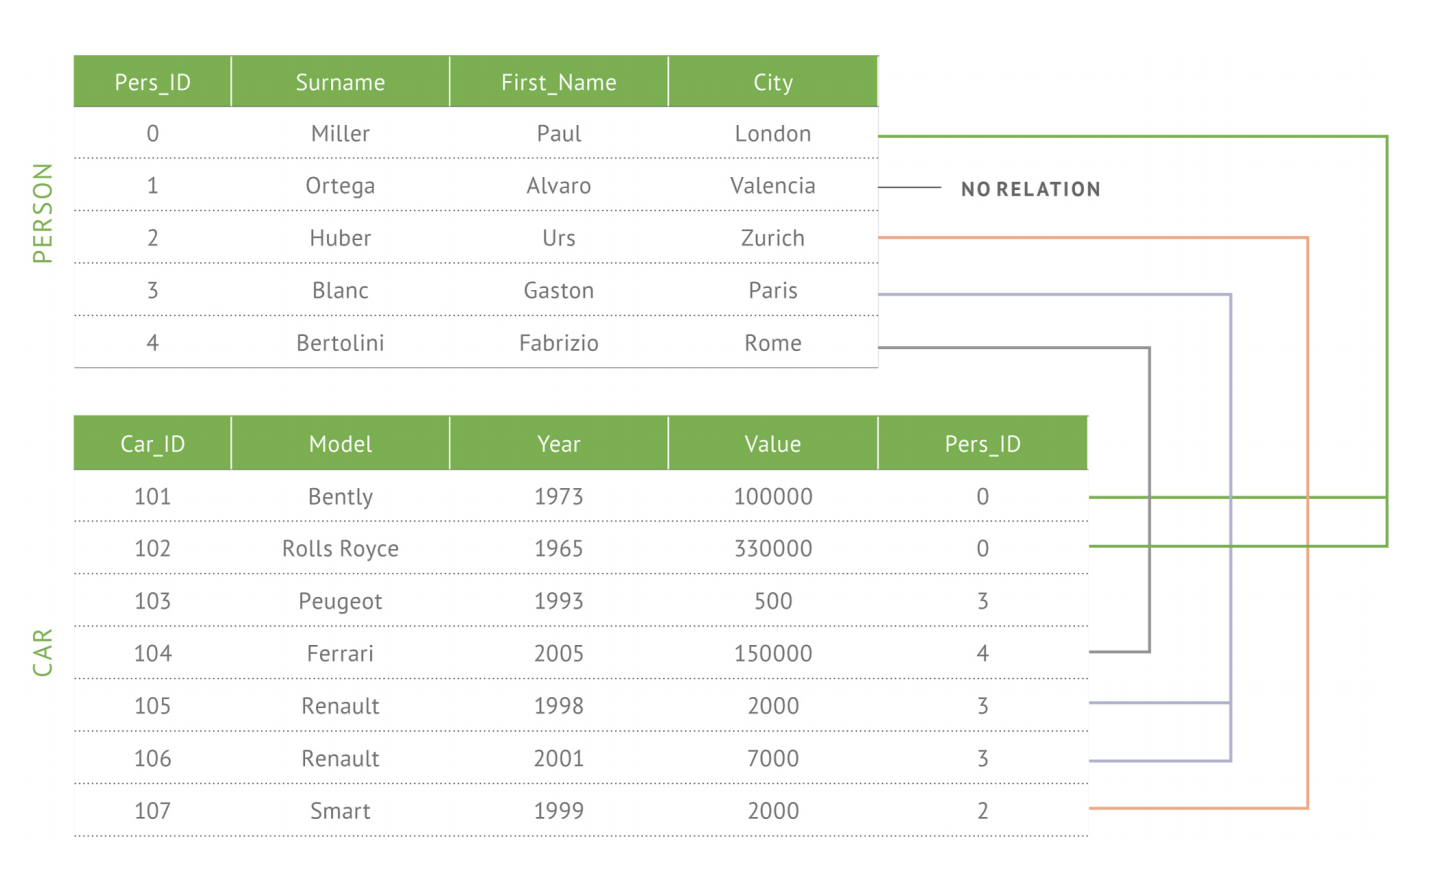 Pers_ID Surname First_Name City
0 Miller Paul London
1 Ortega Alvaro Valencia NO RELATION
2 Huber Urs Zurich
3 Blanc Gaston Paris
4 Bertolini Fabrizio Rome
PERSON
Car_ID Model Year Value Pers_ID
101 Bently 1973 100000 0
102 Rolls Royce 1965 330000 0
103 Peugeot 1993 500 3
104 Ferrari 2005 150000 4
105 Renault 1998 2000 3
106 Renault 2001 7000 3
107 Smart 1999 2000 2
CAR